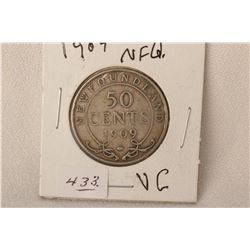 1909 NFLD.
NEWFOUNDLAND
50
CENTS
1909
433.
VG